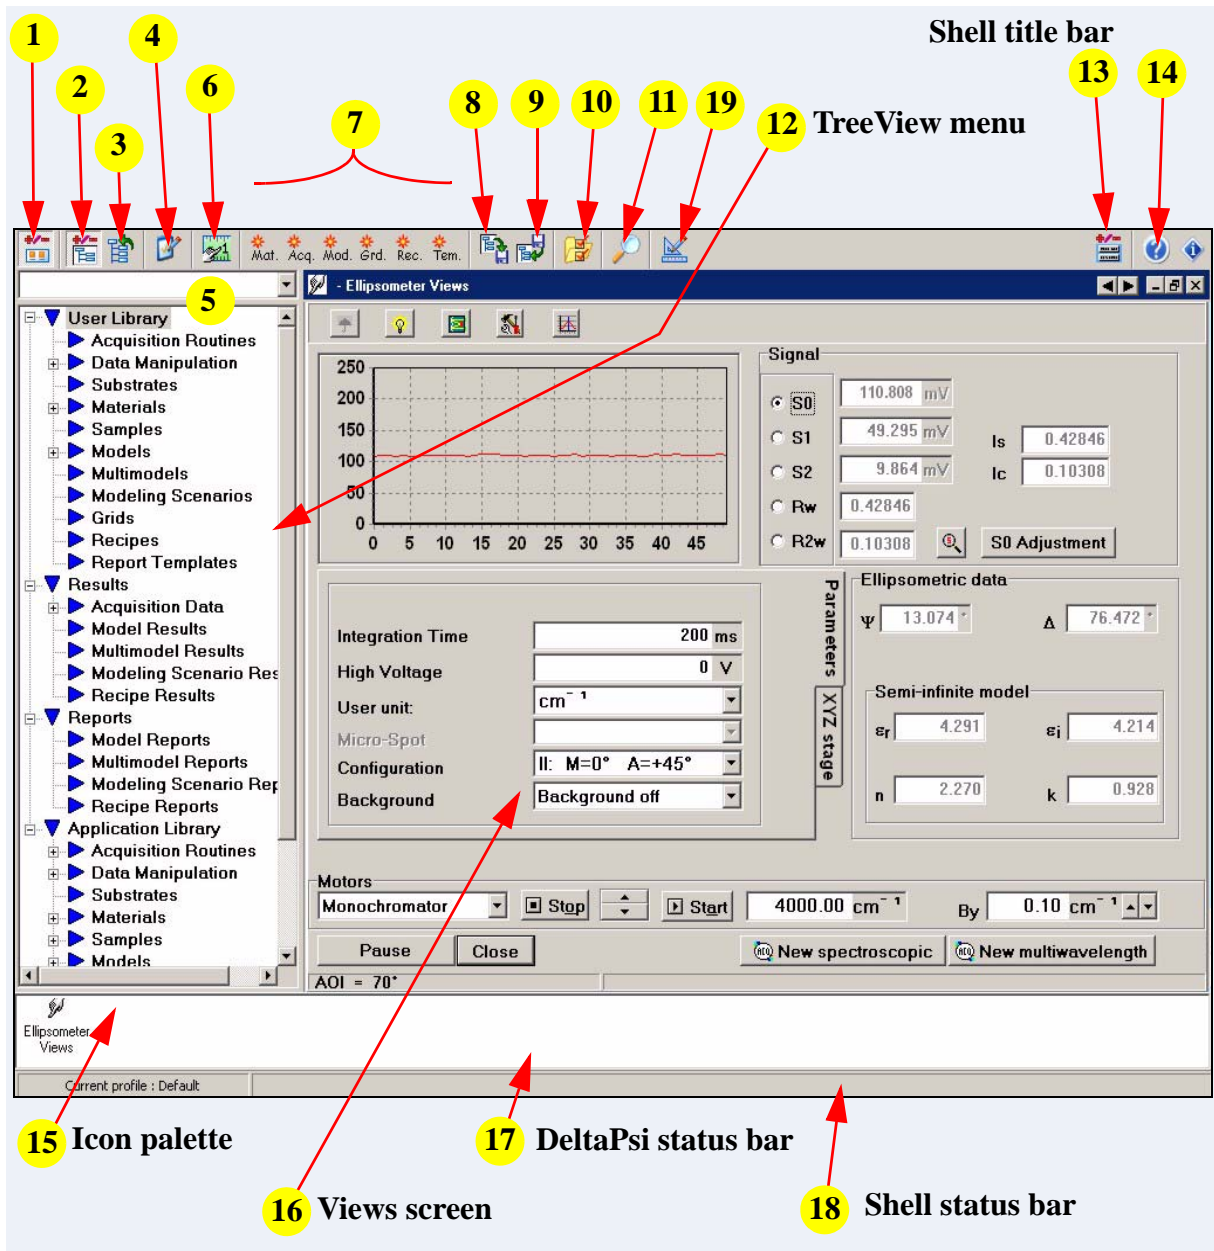 Shell title bar
1
2
3
4
6
7
8
9
10
11
19
12 TreeView menu
13
14
Mat. Acq. Mod. Grd. Rec. Tem.
5
- Ellipsometer Views
User Library
Acquisition Routines
Data Manipulation
Substrates
Materials
Samples
Models
Multimodels
Modeling Scenarios
Grids
Recipes
Report Templates
Results
Acquisition Data
Model Results
Multimodel Results
Modeling Scenario Res
Recipe Results
Reports
Model Reports
Multimodel Reports
Modeling Scenario Rep
Recipe Reports
Application Library
Acquisition Routines
Data Manipulation
Substrates
Materials
Samples
Models
250
200
150
100
50
0
0 5 10 15 20 25 30 35 40 45
Signal
S0 110.808 mV
S1 49.295 mV
S2 9.864 mV
Rw 0.42846
R2w 0.10308
Is 0.42846
Ic 0.10308
S0 Adjustment
Integration Time 200 ms
High Voltage 0 V
User unit: cm⁻¹
Micro-Spot
Configuration II: M=0° A=+45°
Background Background off
Parameters
XYZ stage
Ellipsometric data
Ψ 13.074 °
Δ 76.472 °
Semi-infinite model
εr 4.291
εi 4.214
n 2.270
k 0.928
Motors
Monochromator Stop Start 4000.00 cm⁻¹ By 0.10 cm⁻¹
Pause Close New spectroscopic New multiwavelength
AOI = 70°
Ellipsometer
Views
Current profile : Default
15 Icon palette
17 DeltaPsi status bar
16 Views screen
18 Shell status bar